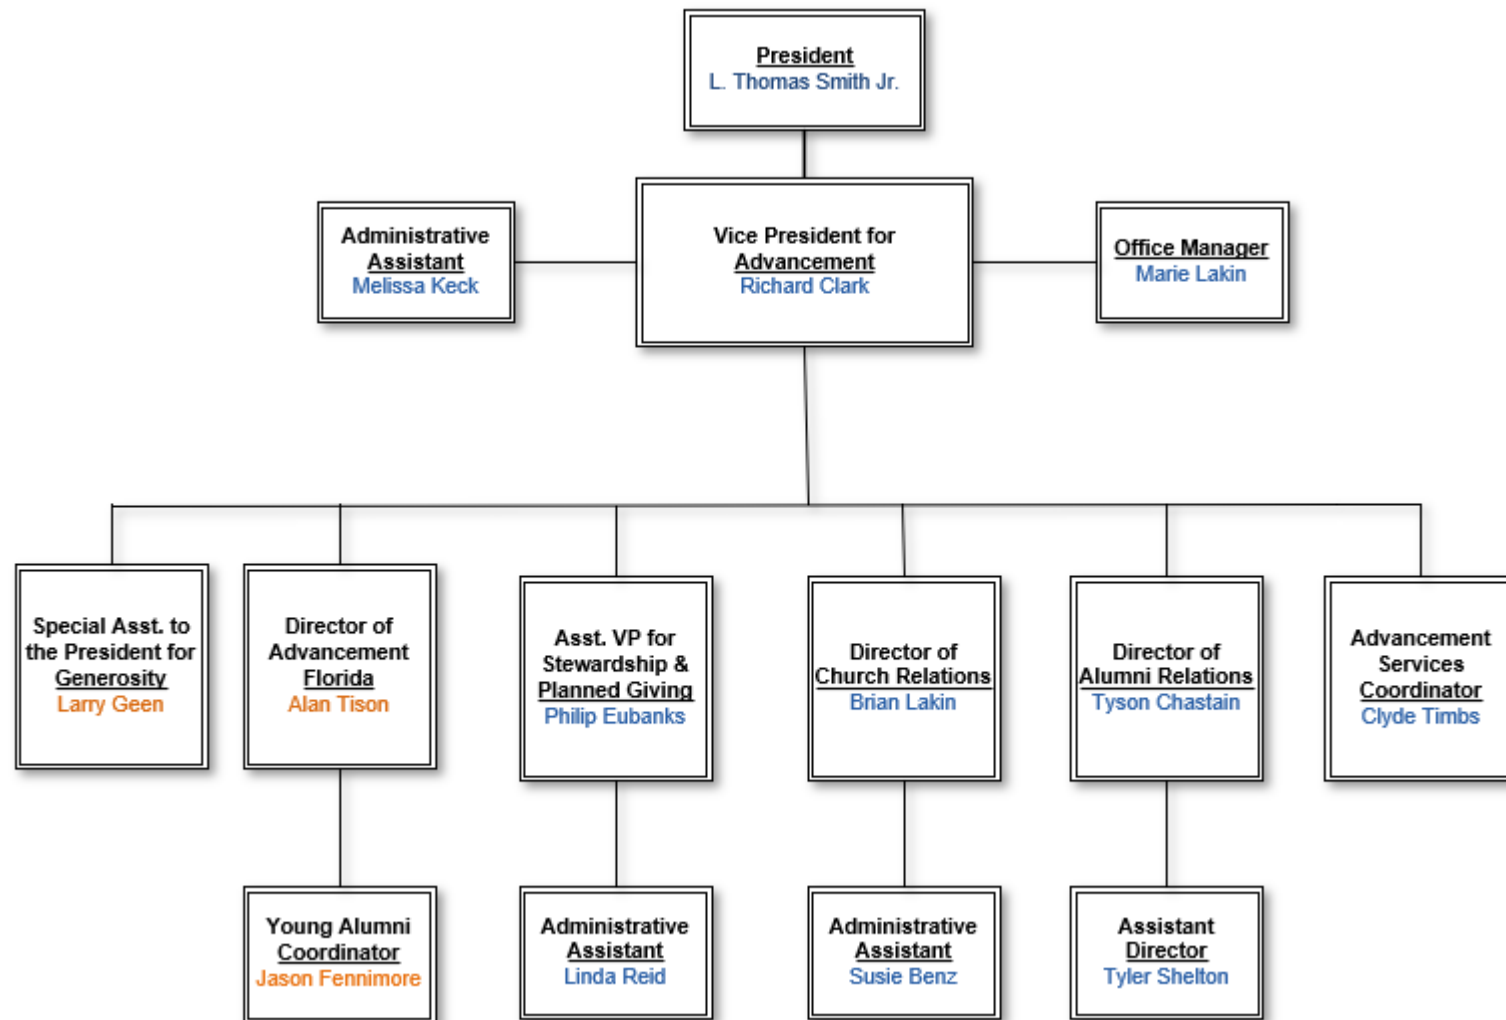 President
L. Thomas Smith Jr.
Administrative
Assistant
Melissa Keck
Vice President for
Advancement
Richard Clark
Office Manager
Marie Lakin
Special Asst. to
the President for
Generosity
Larry Geen
Director of
Advancement
Florida
Alan Tison
Asst. VP for
Stewardship &
Planned Giving
Philip Eubanks
Director of
Church Relations
Brian Lakin
Director of
Alumni Relations
Tyson Chastain
Advancement
Services
Coordinator
Clyde Timbs
Young Alumni
Coordinator
Jason Fennimore
Administrative
Assistant
Linda Reid
Administrative
Assistant
Susie Benz
Assistant
Director
Tyler Shelton